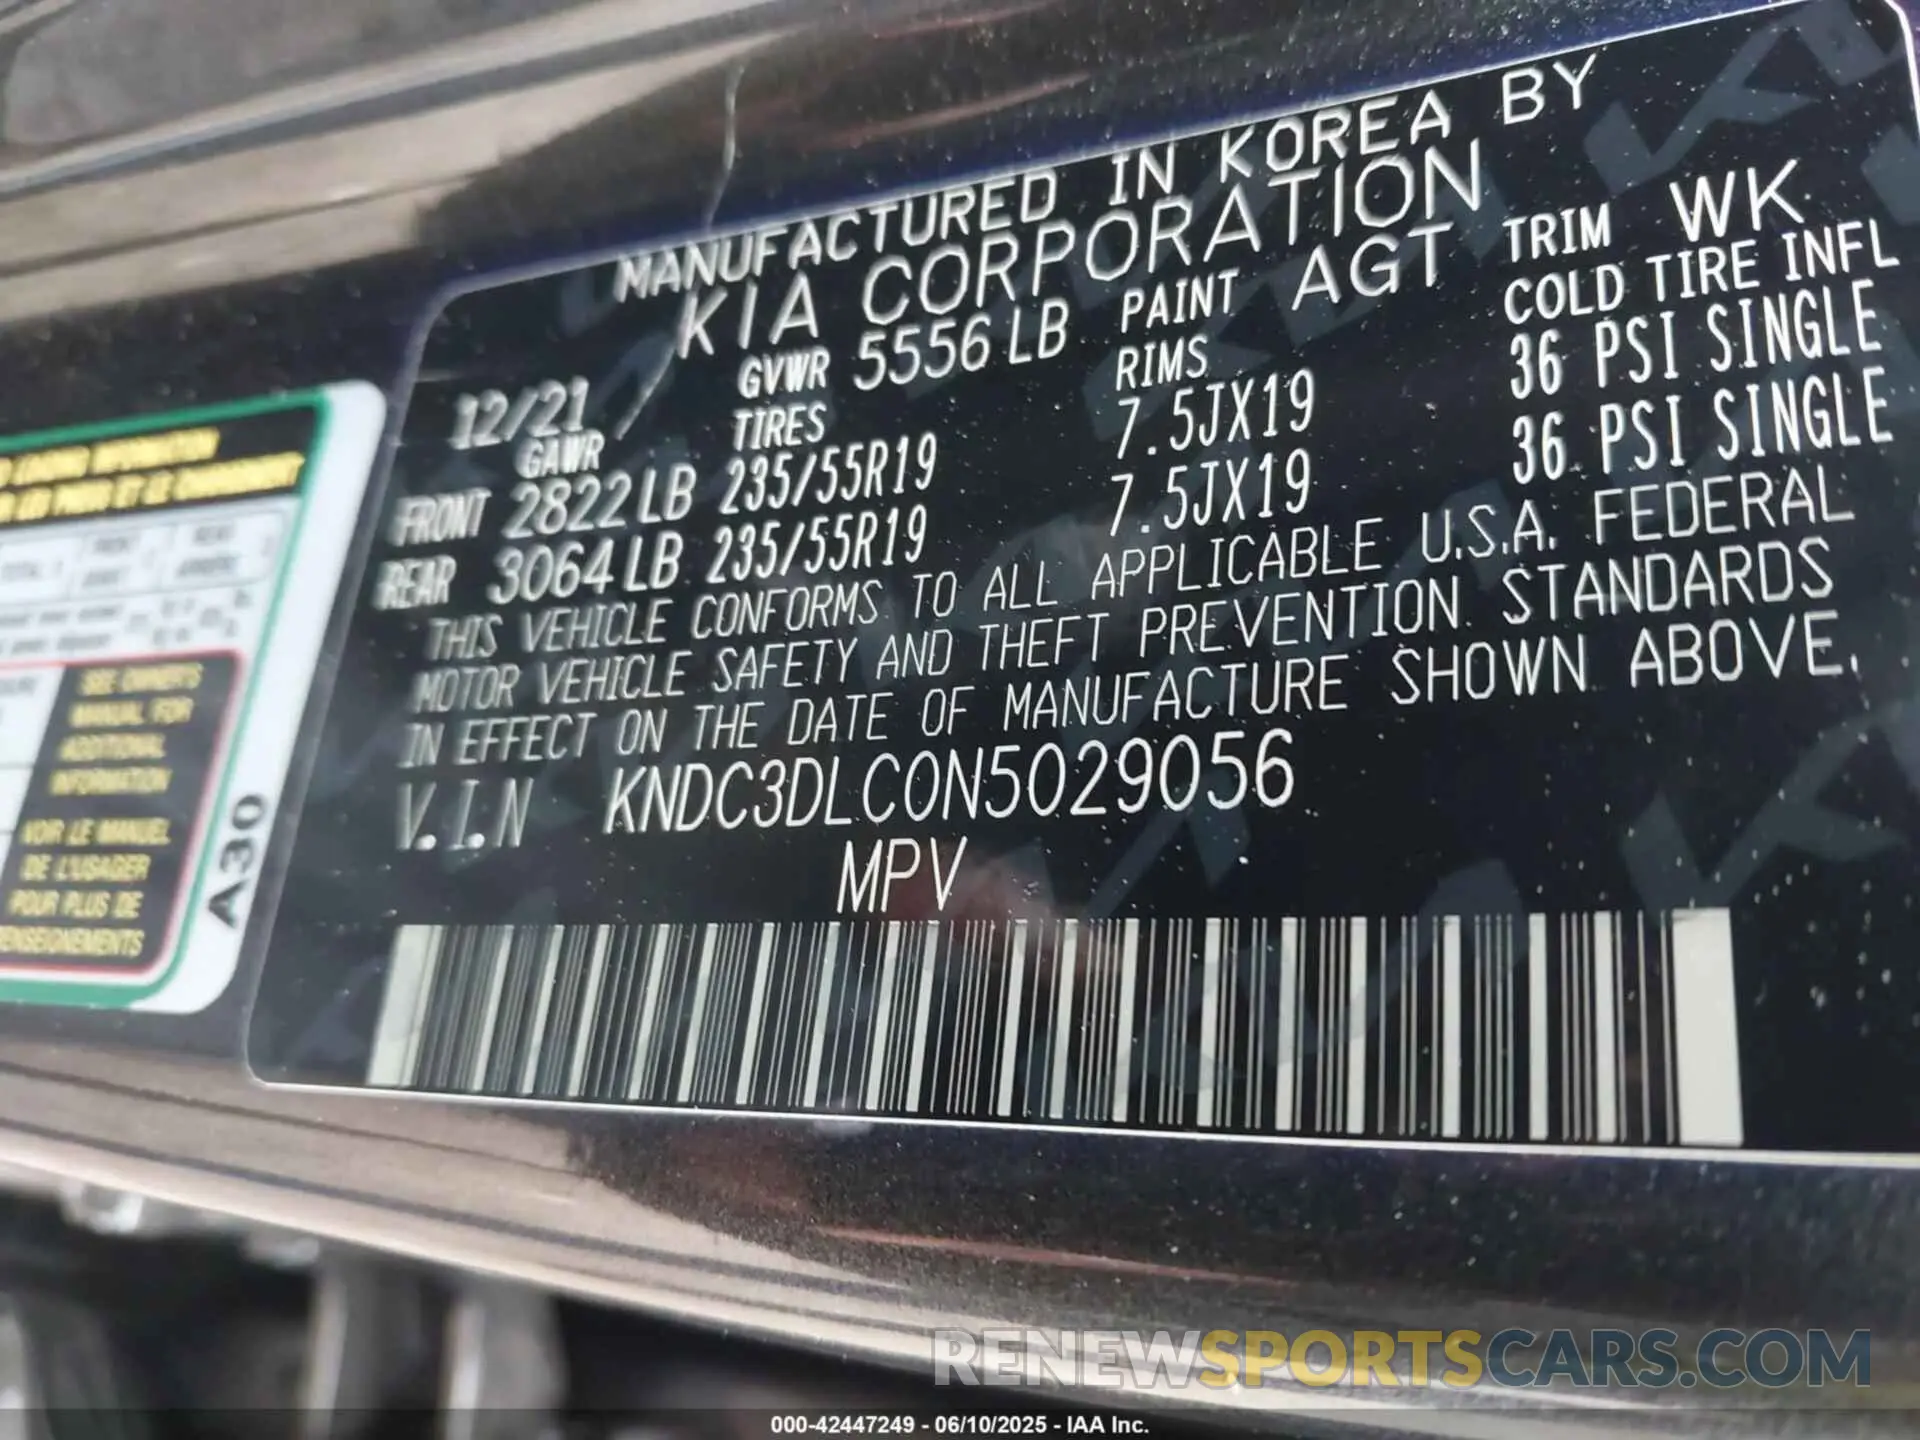 MANUFACTURED IN KOREA BY
KIA CORPORATION
12/21 GVWR 5556 LB PAINT AGT TRIM WK
GAWR TIRES RIMS COLD TIRE INFL
FRONT 2822 LB 235/55R19 7.5JX19 36 PSI SINGLE
REAR 3064 LB 235/55R19 7.5JX19 36 PSI SINGLE
THIS VEHICLE CONFORMS TO ALL APPLICABLE U.S.A. FEDERAL
MOTOR VEHICLE SAFETY AND THEFT PREVENTION STANDARDS
IN EFFECT ON THE DATE OF MANUFACTURE SHOWN ABOVE.
V.I.N KNDC3DLC0N5029056
MPV
SEE OWNER'S
MANUAL FOR
ADDITIONAL
INFORMATION
VOIR LE MANUEL
DE L'USAGER
POUR PLUS DE
RENSEIGNEMENTS
A30
RENEWSPORTSCARS.COM
000-42447249 - 06/10/2025 - IAA Inc.